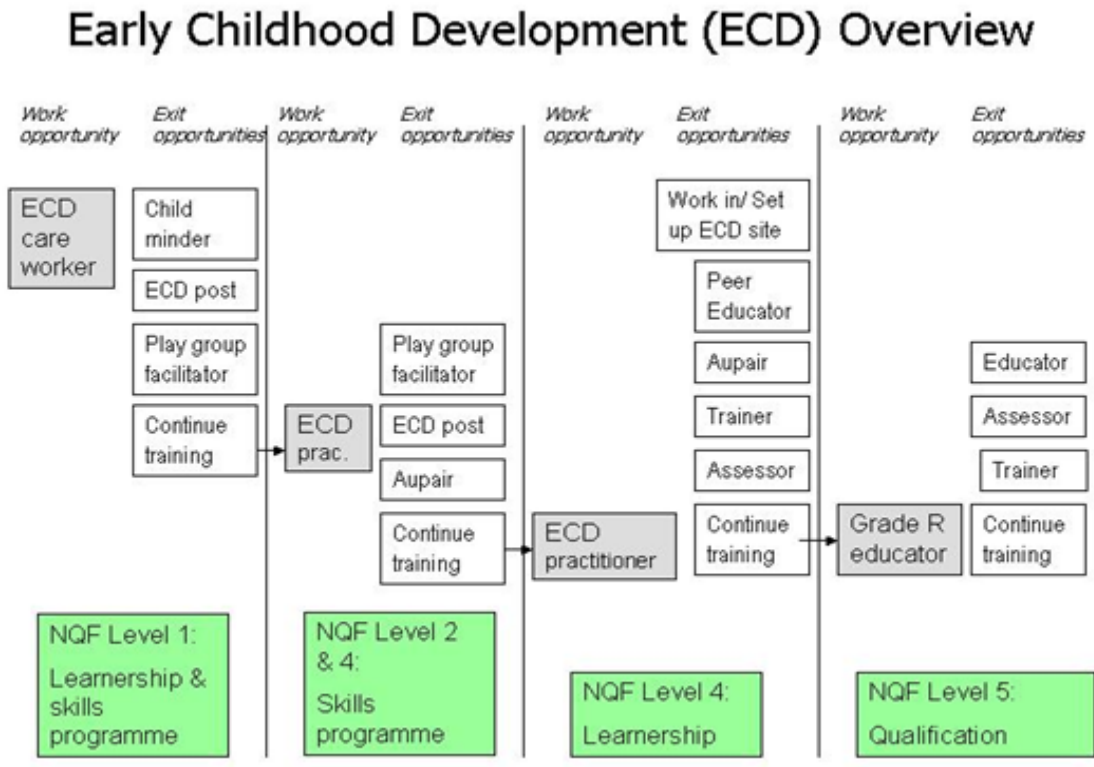 Early Childhood Development (ECD) Overview
Work
opportunity
Exit
opportunities
Work
opportunity
Exit
opportunities
Work
opportunity
Exit
opportunities
Work
opportunity
Exit
opportunities
ECD
care
worker
Child
minder
ECD post
Play group
facilitator
Continue
training
ECD
prac.
Play group
facilitator
ECD post
Aupair
Continue
training
ECD
practitioner
Work in/ Set
up ECD site
Peer
Educator
Aupair
Trainer
Assessor
Continue
training
Grade R
educator
Educator
Assessor
Trainer
Continue
training
NQF Level 1:
Learnership &
skills
programme
NQF Level 2
& 4:
Skills
programme
NQF Level 4:
Learnership
NQF Level 5:
Qualification